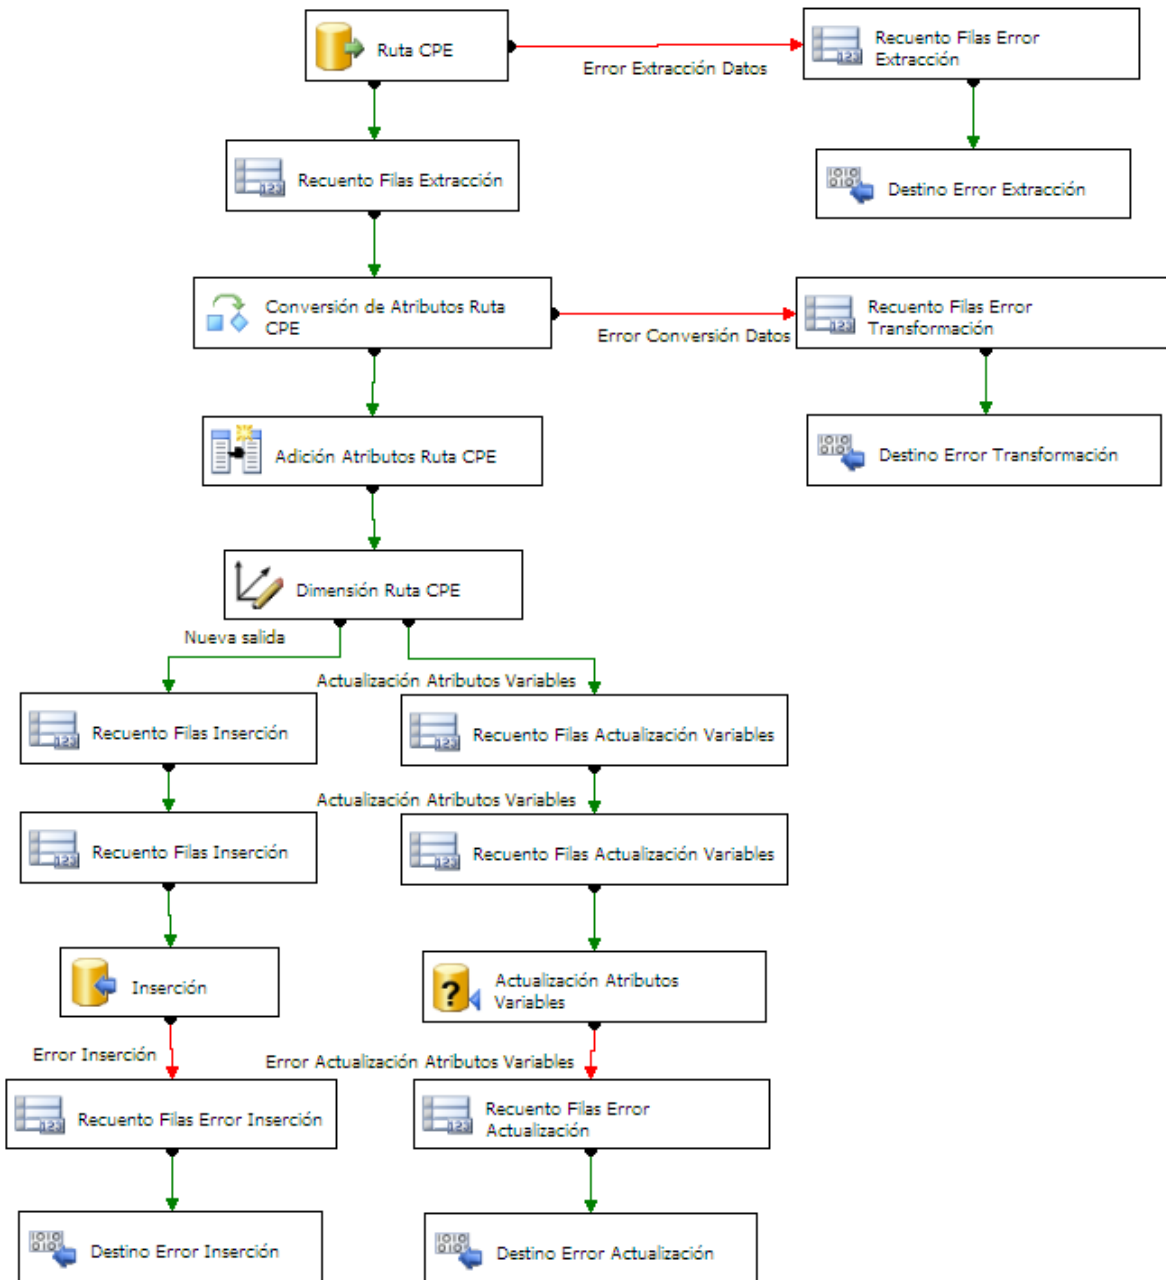 Ruta CPE
Error Extracción Datos
Recuento Filas Error
Extracción
Recuento Filas Extracción
Destino Error Extracción
Conversión de Atributos Ruta
CPE
Error Conversión Datos
Recuento Filas Error
Transformación
Adición Atributos Ruta CPE
Destino Error Transformación
Dimensión Ruta CPE
Nueva salida
Actualización Atributos Variables
Recuento Filas Inserción
Recuento Filas Actualización Variables
Actualización Atributos Variables
Recuento Filas Inserción
Recuento Filas Actualización Variables
Inserción
Actualización Atributos
Variables
Error Inserción
Error Actualización Atributos Variables
Recuento Filas Error Inserción
Recuento Filas Error
Actualización
Destino Error Inserción
Destino Error Actualización